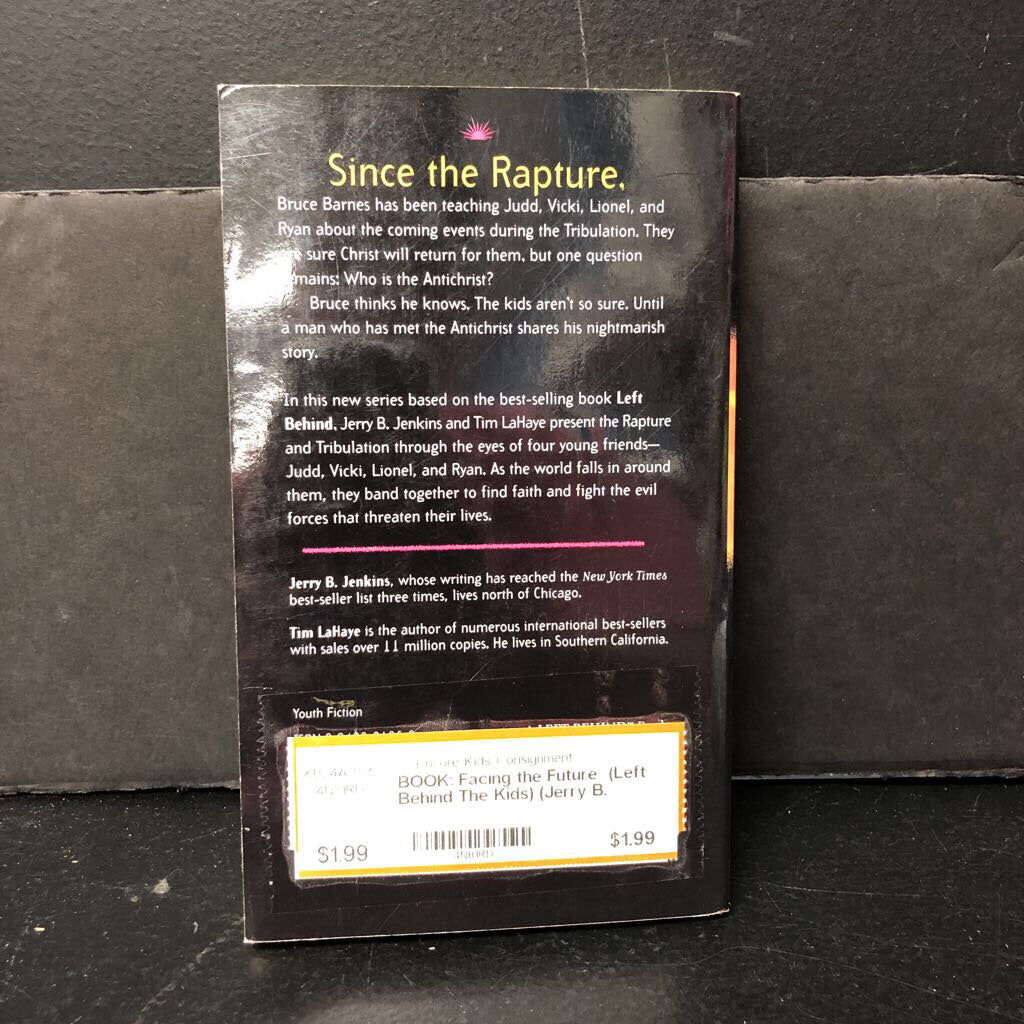 Since the Rapture,
Bruce Barnes has been teaching Judd, Vicki, Lionel, and
Ryan about the coming events during the Tribulation. They
sure Christ will return for them, but one question
mains: Who is the Antichrist?
Bruce thinks he knows. The kids aren't so sure. Until
a man who has met the Antichrist shares his nightmarish
story.
In this new series based on the best-selling book Left
Behind, Jerry B. Jenkins and Tim LaHaye present the Rapture
and Tribulation through the eyes of four young friends—
Judd, Vicki, Lionel, and Ryan. As the world falls in around
them, they band together to find faith and fight the evil
forces that threaten their lives.
Jerry B. Jenkins, whose writing has reached the New York Times
best-seller list three times, lives north of Chicago.
Tim LaHaye is the author of numerous international best-sellers
with sales over 11 million copies. He lives in Southern California.
Youth Fiction
Encore Kids Consignment
BOOK: Facing the Future (Left
Behind The Kids) (Jerry B.
$1.99
$1.99